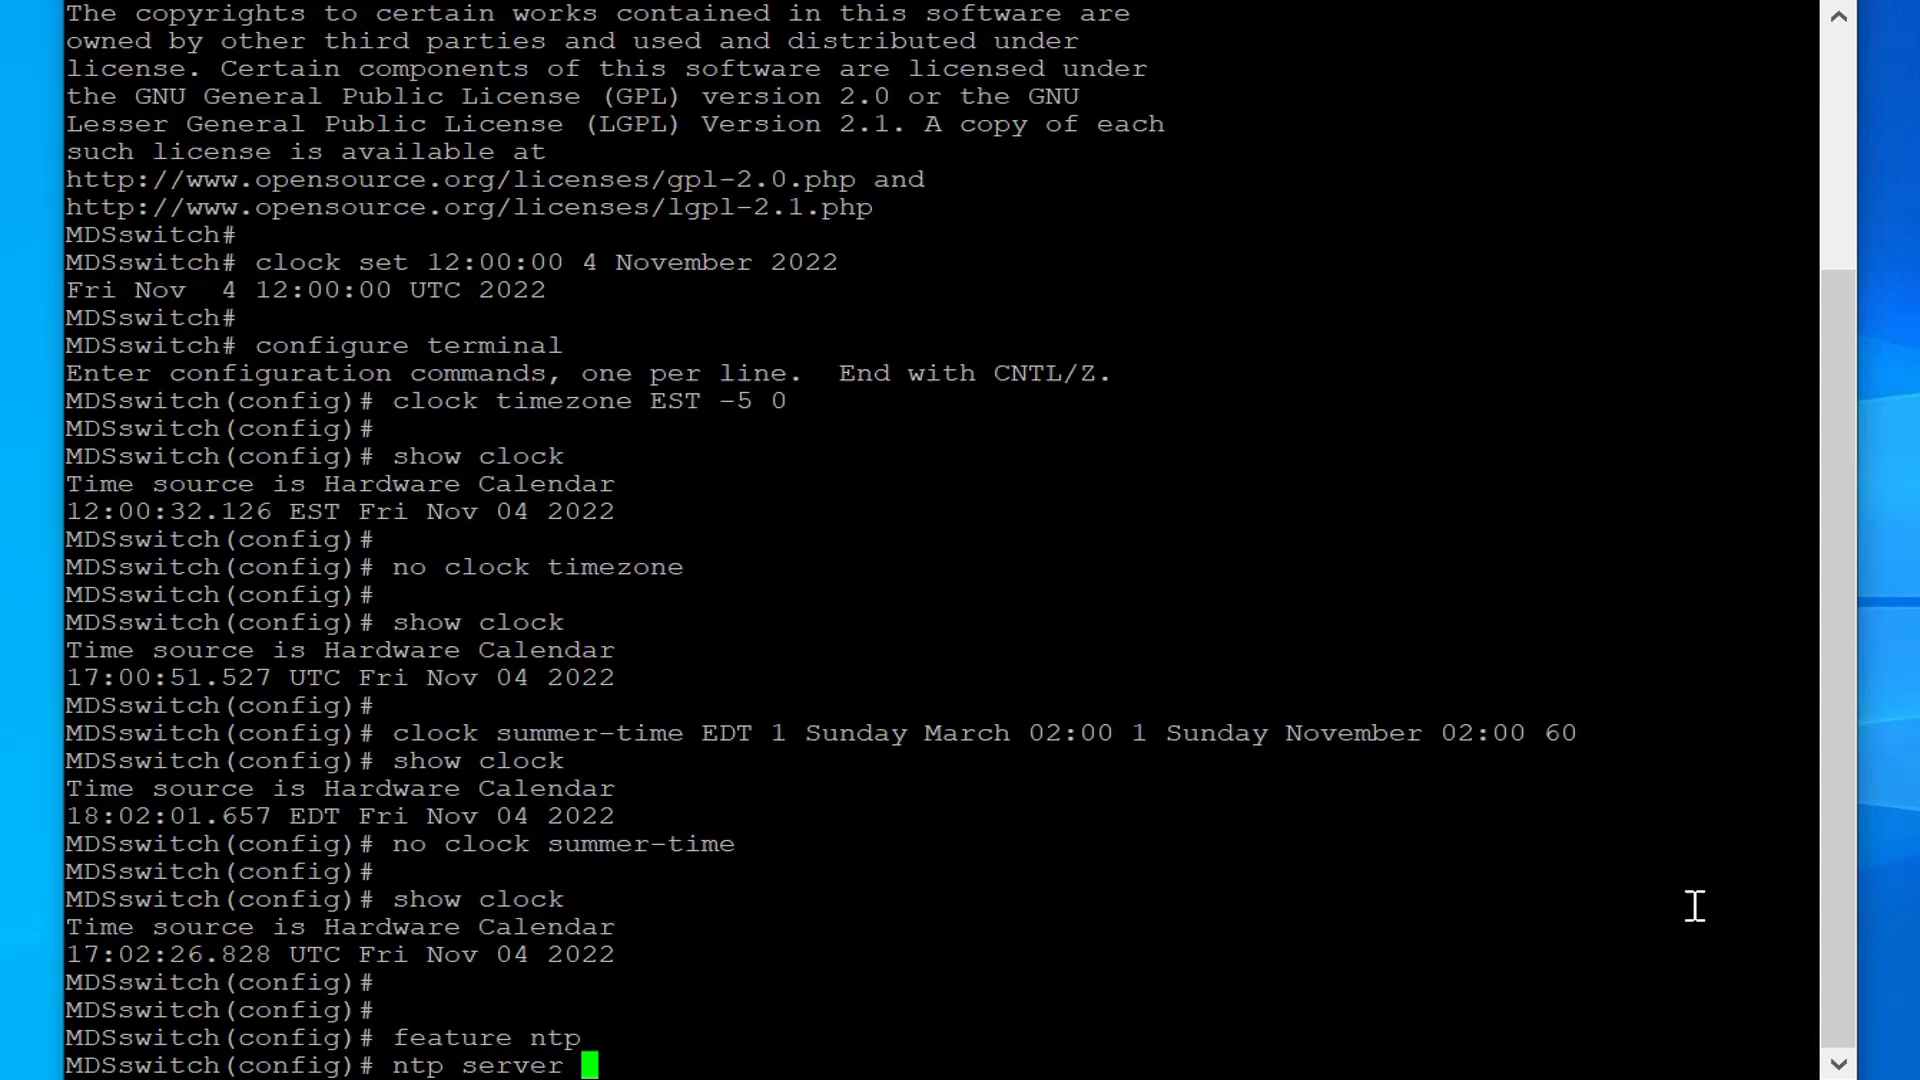 The copyrights to certain works contained in this software are
owned by other third parties and used and distributed under
license. Certain components of this software are licensed under
the GNU General Public License (GPL) version 2.0 or the GNU
Lesser General Public License (LGPL) Version 2.1. A copy of each
such license is available at
http://www.opensource.org/licenses/gpl-2.0.php and
http://www.opensource.org/licenses/lgpl-2.1.php
MDSswitch#
MDSswitch# clock set 12:00:00 4 November 2022
Fri Nov  4 12:00:00 UTC 2022
MDSswitch#
MDSswitch# configure terminal
Enter configuration commands, one per line.  End with CNTL/Z.
MDSswitch(config)# clock timezone EST -5 0
MDSswitch(config)#
MDSswitch(config)# show clock
Time source is Hardware Calendar
12:00:32.126 EST Fri Nov 04 2022
MDSswitch(config)#
MDSswitch(config)# no clock timezone
MDSswitch(config)#
MDSswitch(config)# show clock
Time source is Hardware Calendar
17:00:51.527 UTC Fri Nov 04 2022
MDSswitch(config)#
MDSswitch(config)# clock summer-time EDT 1 Sunday March 02:00 1 Sunday November 02:00 60
MDSswitch(config)# show clock
Time source is Hardware Calendar
18:02:01.657 EDT Fri Nov 04 2022
MDSswitch(config)# no clock summer-time
MDSswitch(config)#
MDSswitch(config)# show clock
Time source is Hardware Calendar
17:02:26.828 UTC Fri Nov 04 2022
MDSswitch(config)#
MDSswitch(config)#
MDSswitch(config)# feature ntp
MDSswitch(config)# ntp server